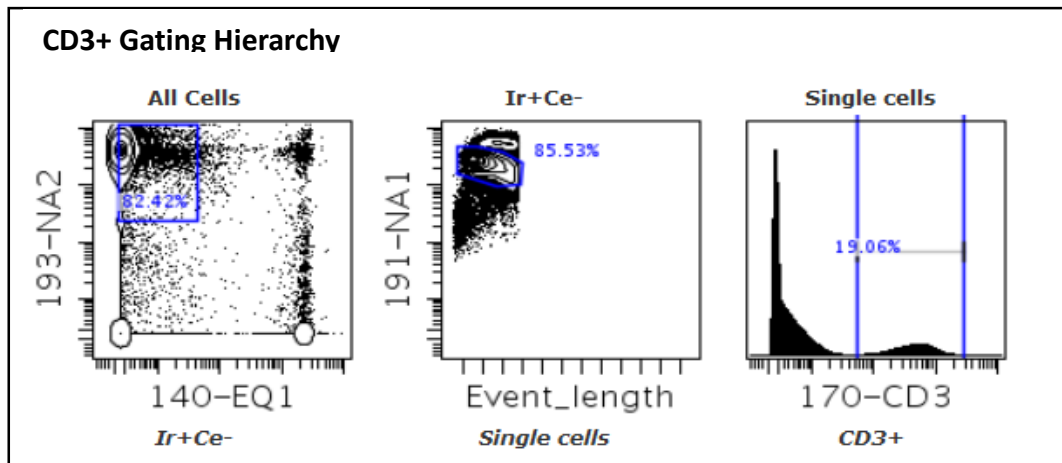 CD3+ Gating Hierarchy
All Cells
Ir+Ce-
Single cells
82.42%
85.53%
19.06%
193-NA2
191-NA1
140-EQ1
Event_length
170-CD3
Ir+Ce-
Single cells
CD3+